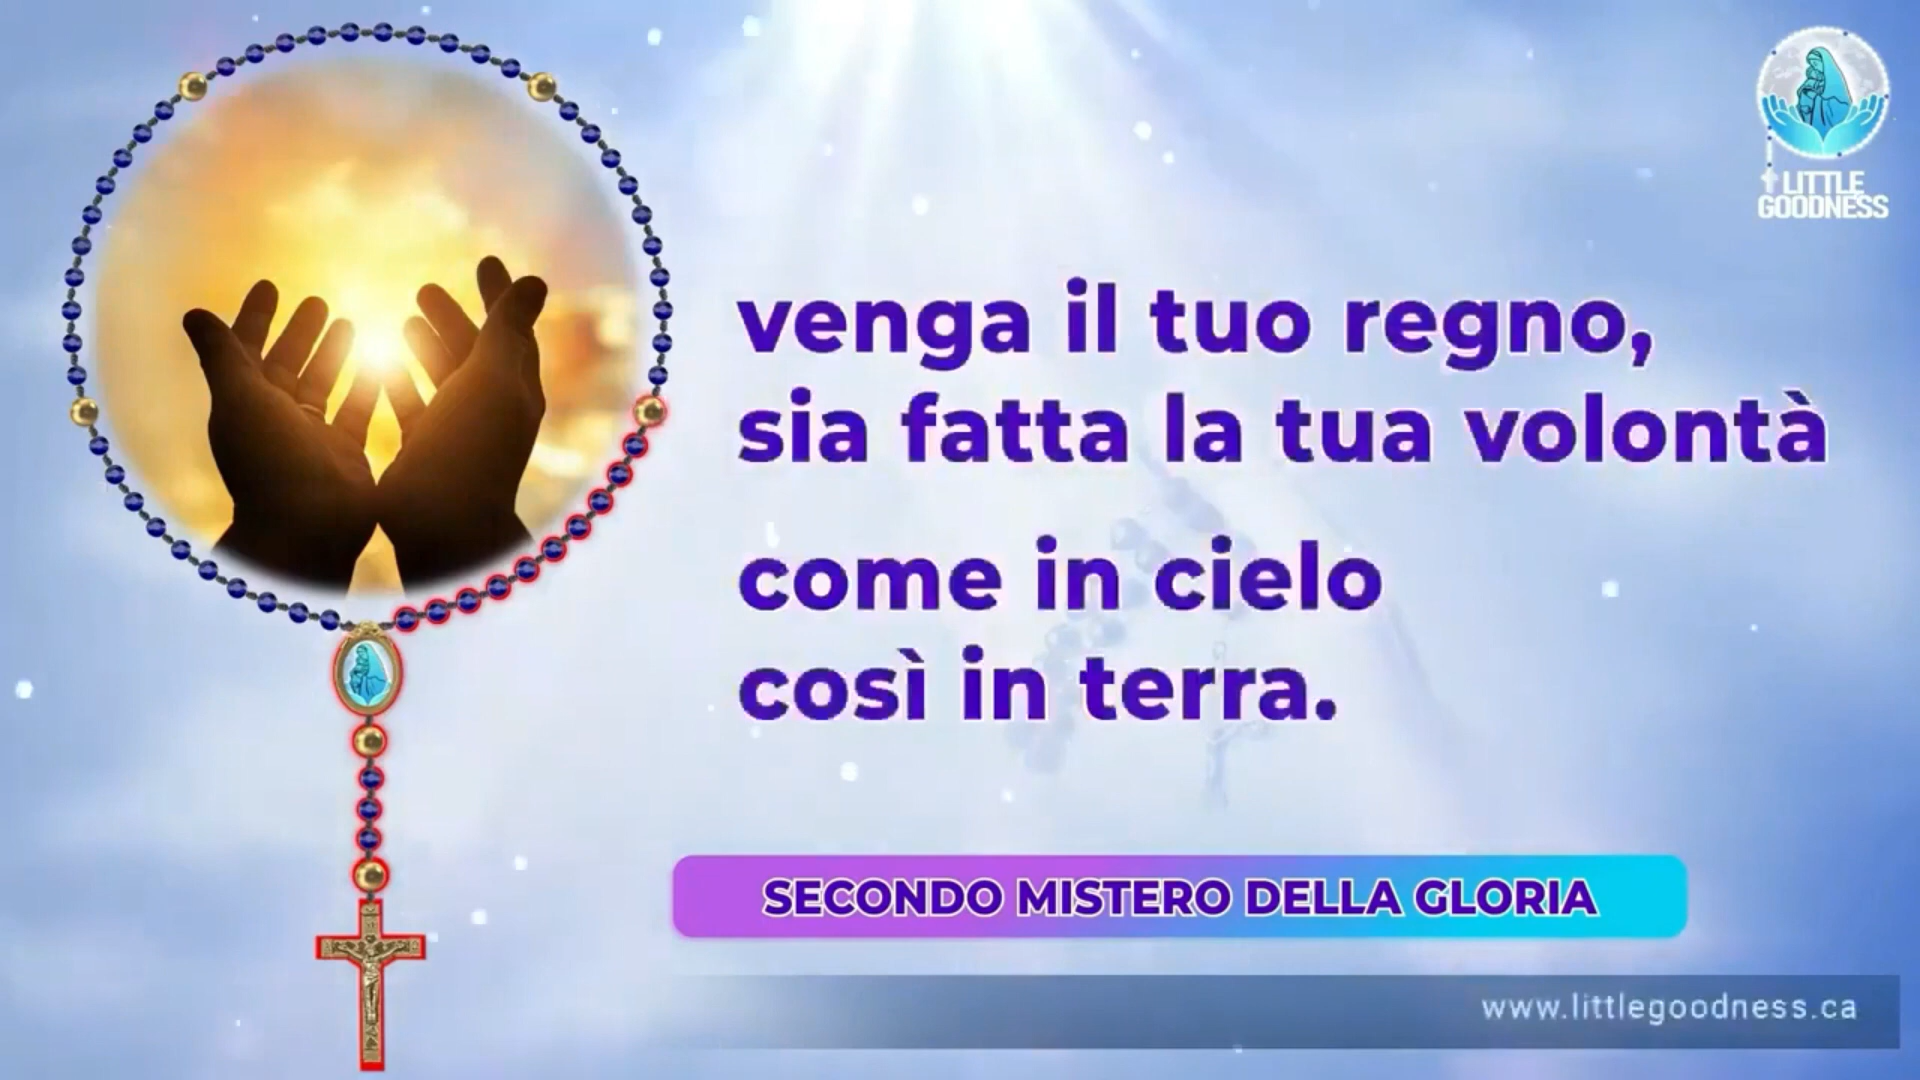 LITTLE
GOODNESS
venga il tuo regno,
sia fatta la tua volontà
come in cielo
così in terra.
SECONDO MISTERO DELLA GLORIA
www.littlegoodness.ca